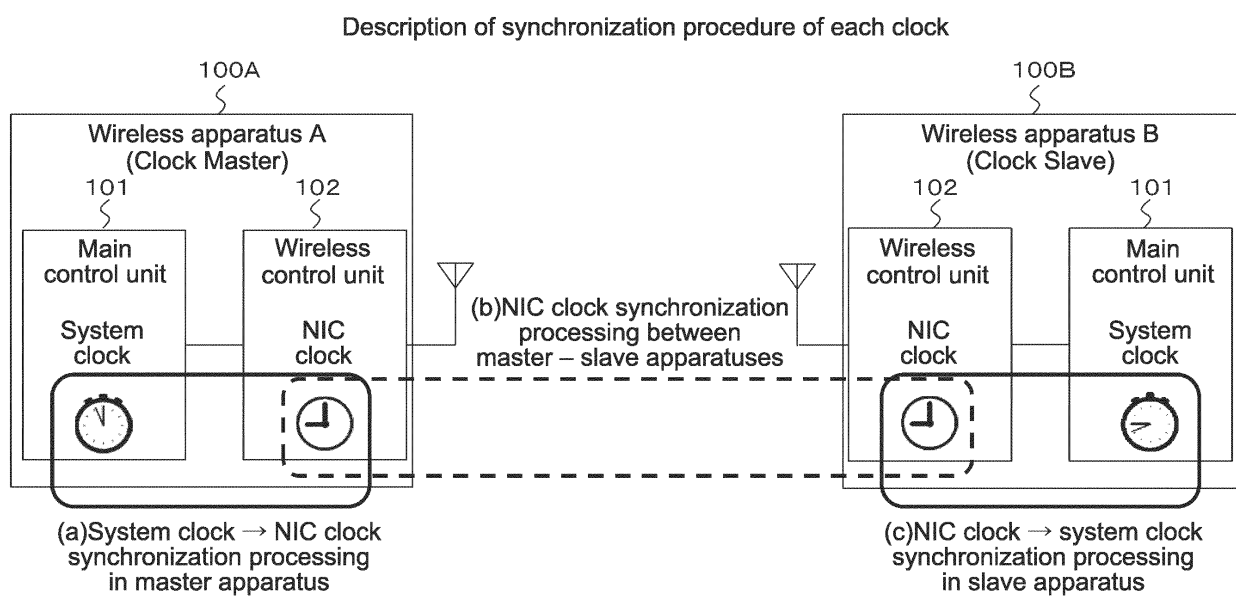 Description of synchronization procedure of each clock
100A
Wireless apparatus A
(Clock Master)
101
Main
control unit
System
clock
102
Wireless
control unit
NIC
clock
(a)System clock → NIC clock
synchronization processing
in master apparatus
(b)NIC clock synchronization
processing between
master – slave apparatuses
100B
Wireless apparatus B
(Clock Slave)
102
Wireless
control unit
NIC
clock
101
Main
control unit
System
clock
(c)NIC clock → system clock
synchronization processing
in slave apparatus